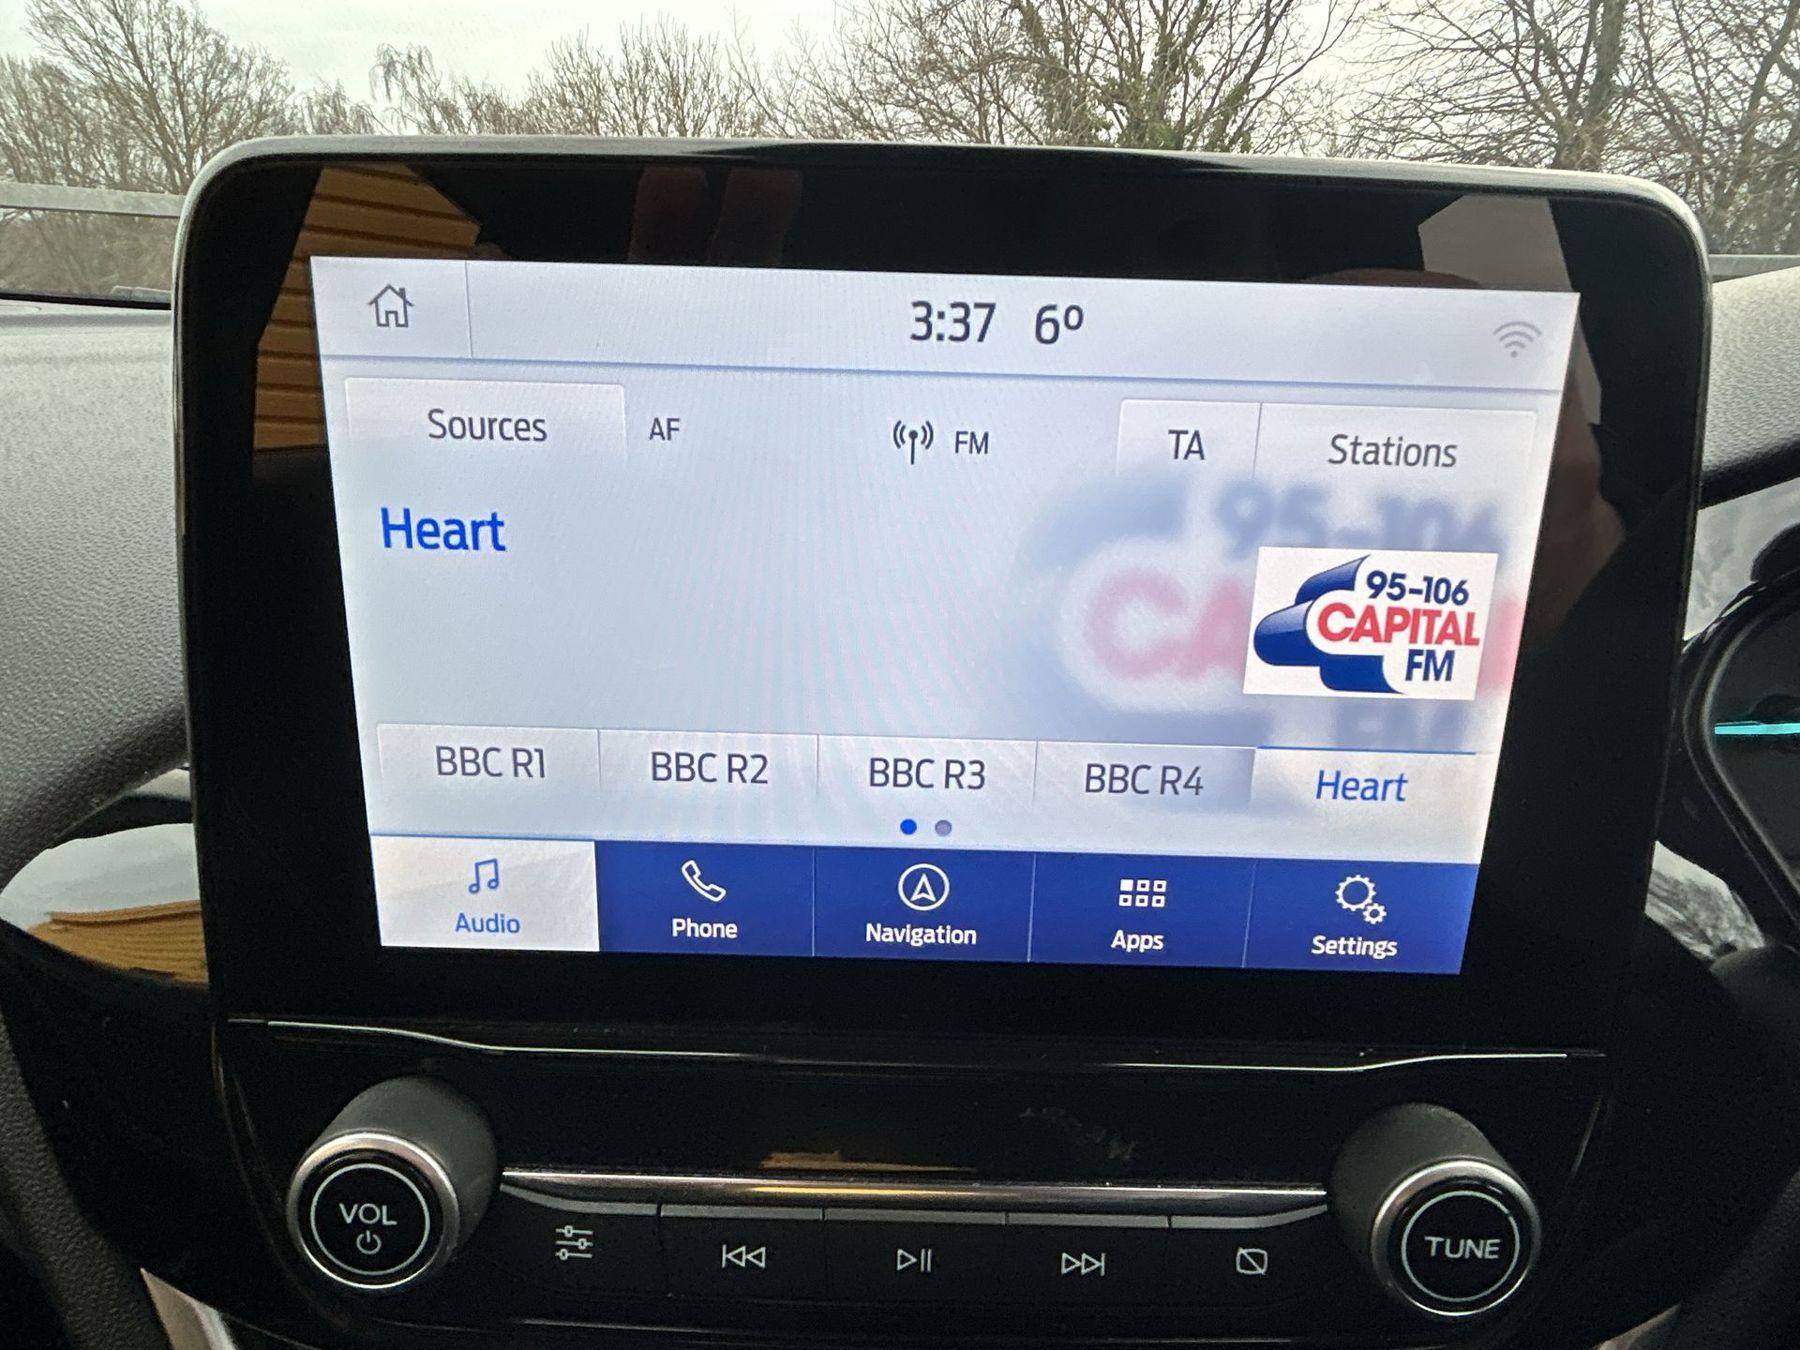 3:37 6º
Sources AF FM TA Stations
Heart
95-106
CAPITAL
FM
BBC R1 BBC R2 BBC R3 BBC R4 Heart
Audio Phone Navigation Apps Settings
VOL
TUNE